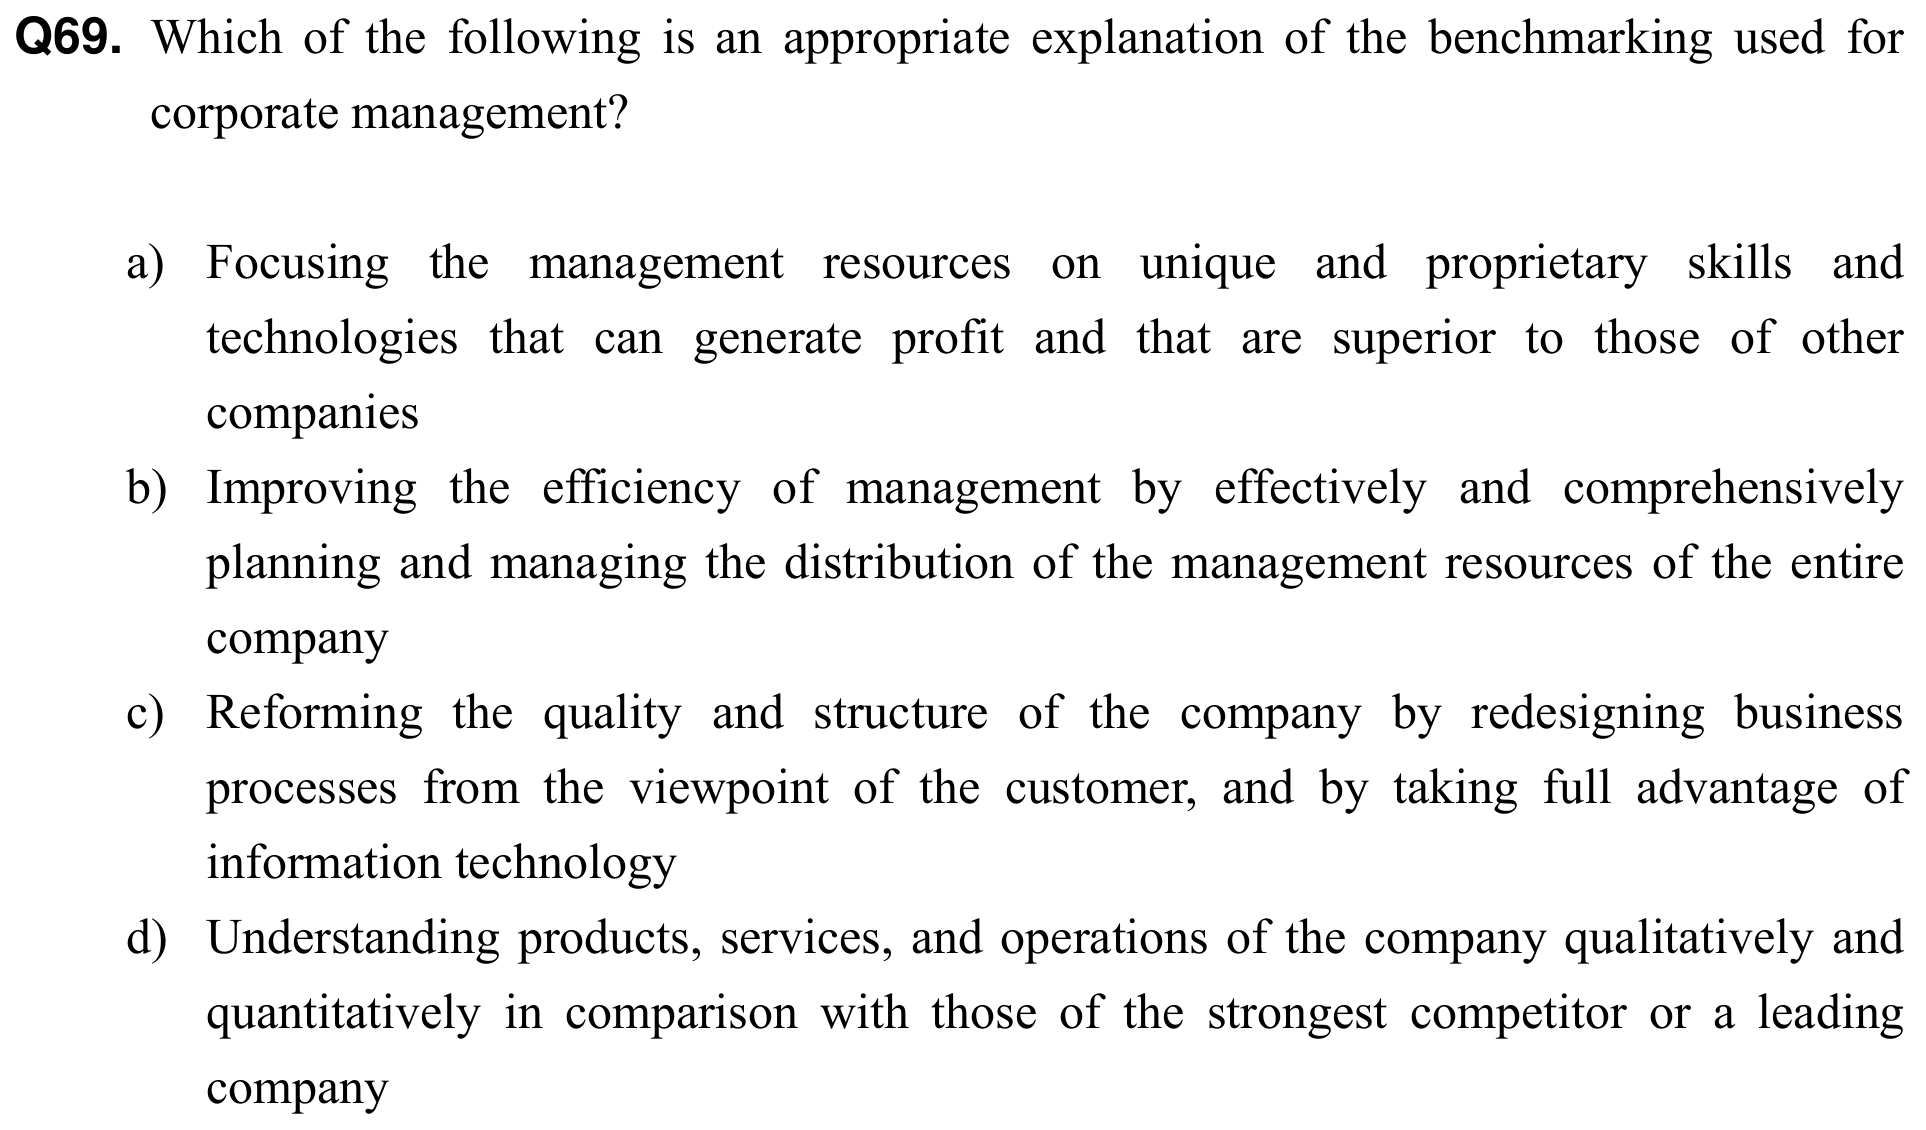 Q69. Which of the following is an appropriate explanation of the benchmarking used for
corporate management?
a) Focusing the management resources on unique and proprietary skills and
technologies that can generate profit and that are superior to those of other
companies
b) Improving the efficiency of management by effectively and comprehensively
planning and managing the distribution of the management resources of the entire
company
c) Reforming the quality and structure of the company by redesigning business
processes from the viewpoint of the customer, and by taking full advantage of
information technology
d) Understanding products, services, and operations of the company qualitatively and
quantitatively in comparison with those of the strongest competitor or a leading
company